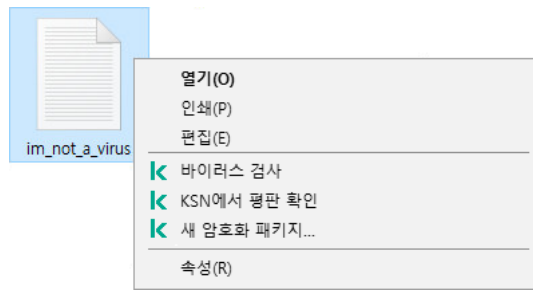 im_not_a_virus
열기(O)
인쇄(P)
편집(E)
바이러스 검사
KSN에서 평판 확인
새 암호화 패키지...
속성(R)